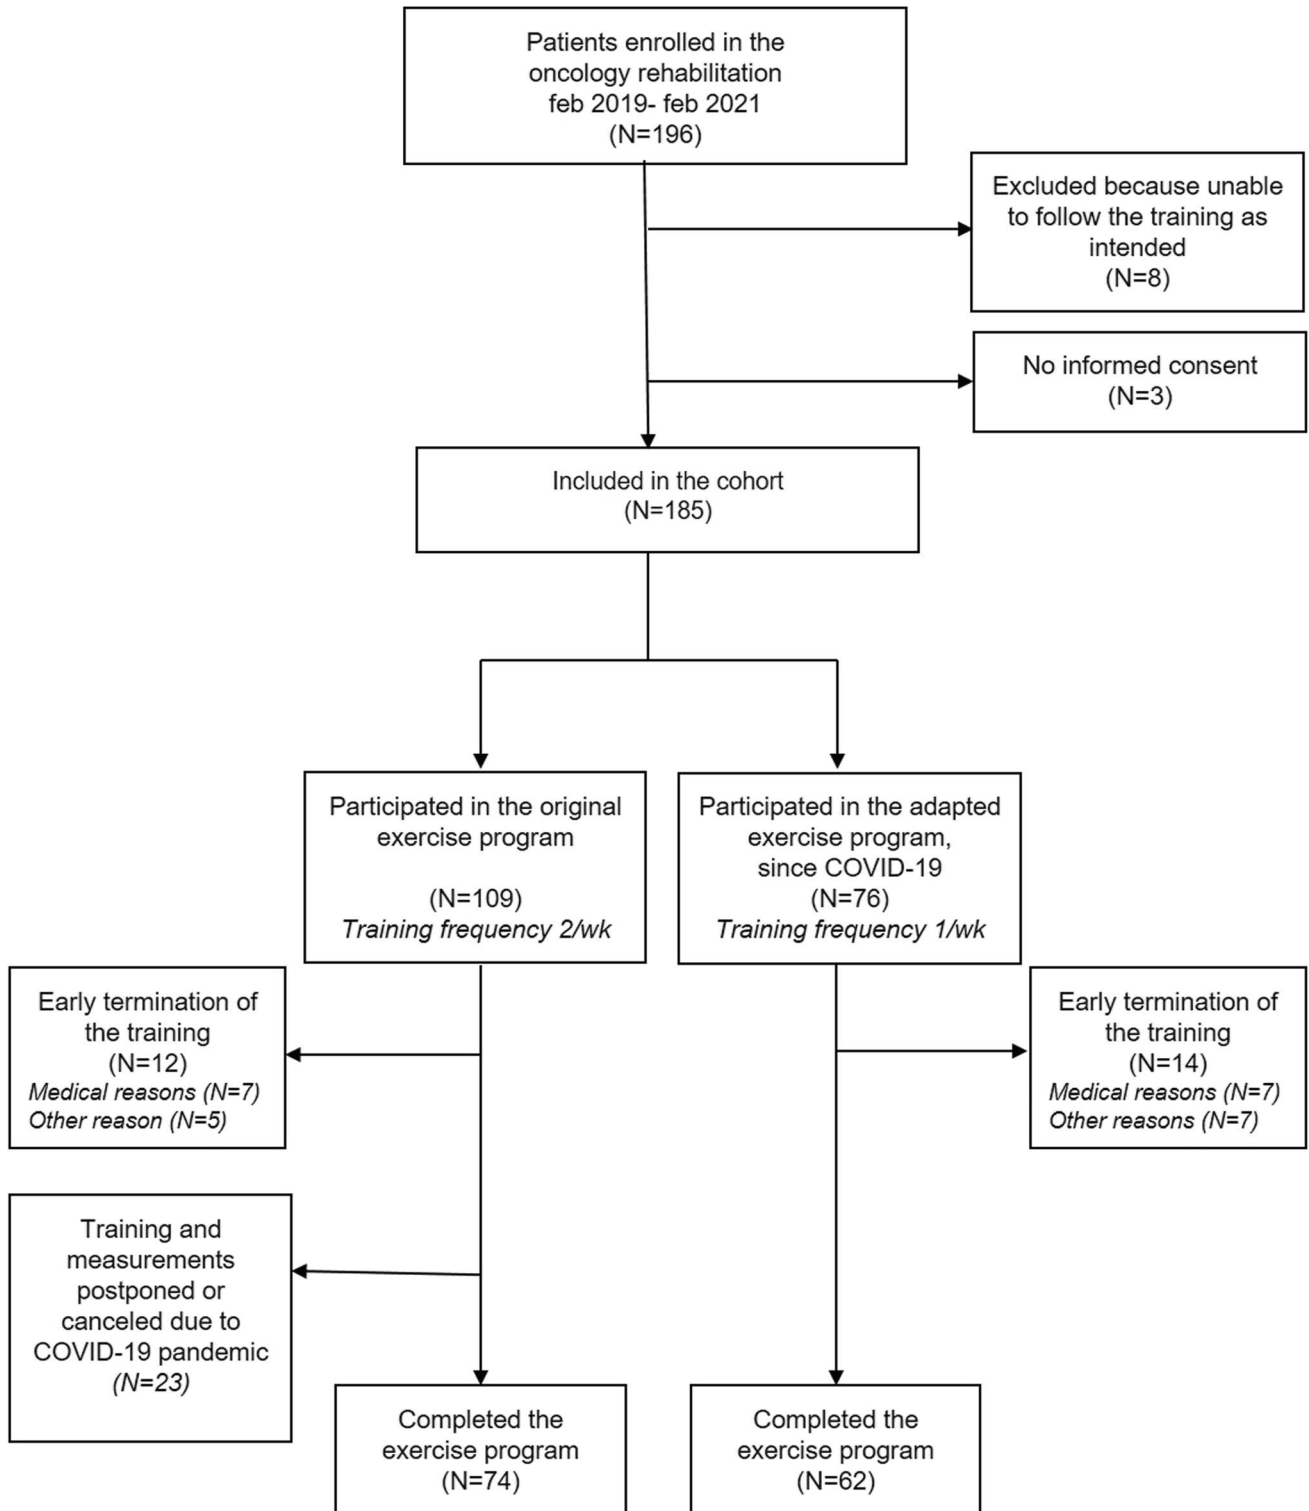 Patients enrolled in the
oncology rehabilitation
feb 2019- feb 2021
(N=196)
Excluded because unable
to follow the training as
intended
(N=8)
No informed consent
(N=3)
Included in the cohort
(N=185)
Participated in the original
exercise program
(N=109)
Training frequency 2/wk
Participated in the adapted
exercise program,
since COVID-19
(N=76)
Training frequency 1/wk
Early termination of
the training
(N=12)
Medical reasons (N=7)
Other reason (N=5)
Early termination of
the training
(N=14)
Medical reasons (N=7)
Other reasons (N=7)
Training and
measurements
postponed or
canceled due to
COVID-19 pandemic
(N=23)
Completed the
exercise program
(N=74)
Completed the
exercise program
(N=62)